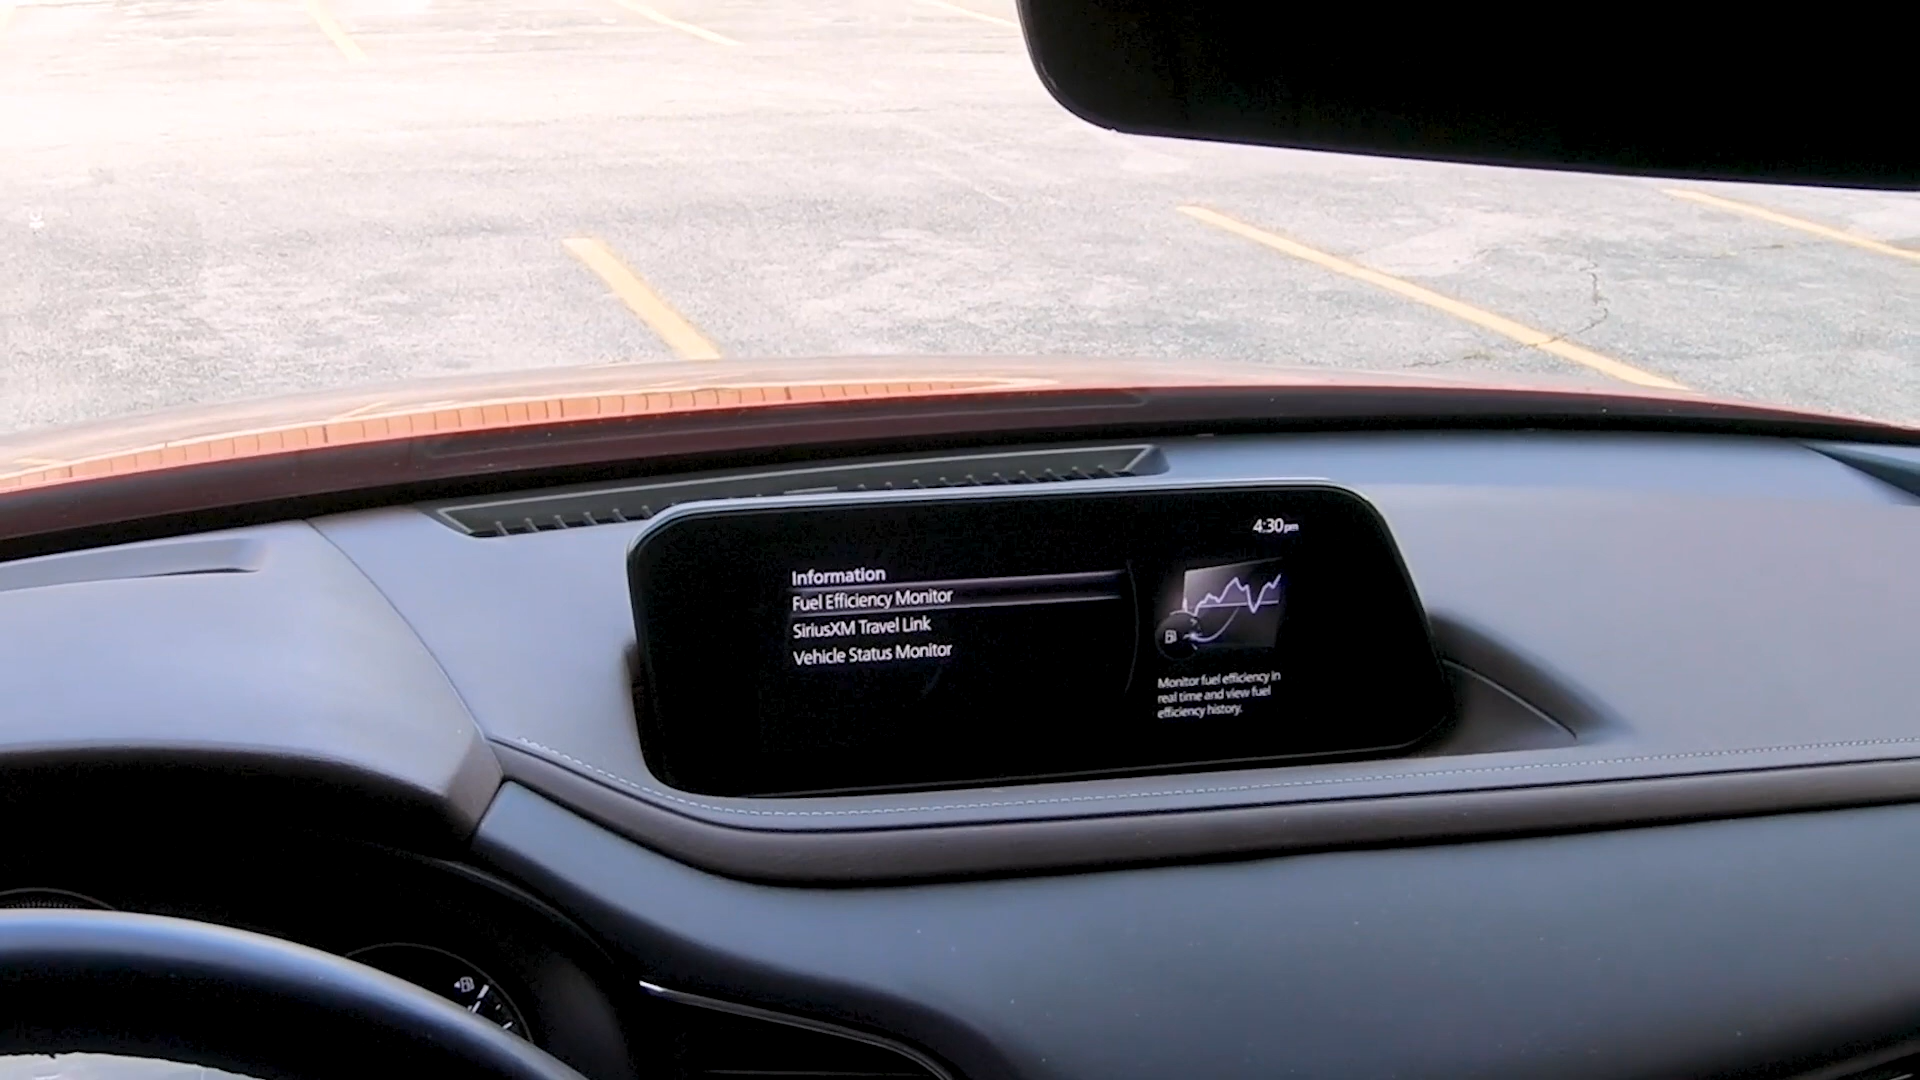 4:30pm
Information
Fuel Efficiency Monitor
SiriusXM Travel Link
Vehicle Status Monitor
Monitor fuel efficiency in
real time and view fuel
efficiency history.